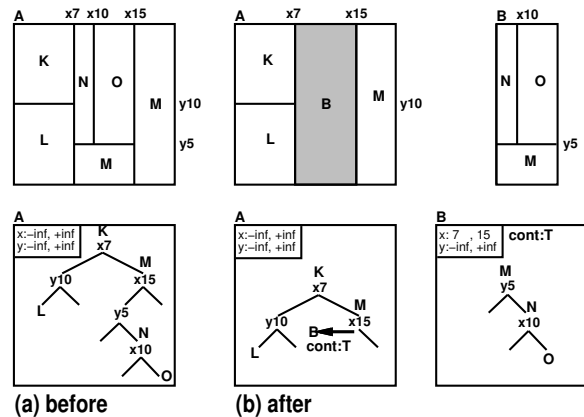 A x7 x10 x15
K
N O
M
y10
L
y5
M
A x7 x15
K
B
M
y10
L
B x10
N O
y5
M
A
x:−inf, +inf
y:−inf, +inf
K
x7
M
y10 x15
L
y5
N
x10
O
A
x:−inf, +inf
y:−inf, +inf
K
x7
M
y10 x15
B
L
cont:T
B
x: 7 , 15
y:−inf, +inf
cont:T
M
y5
N
x10
O
(a) before
(b) after